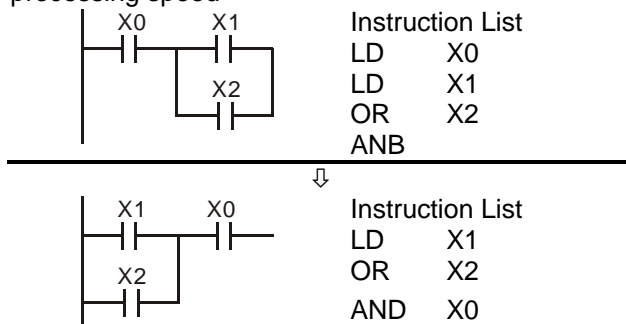 processing speed
X0 X1 Instruction List
LD X0
LD X1
X2 OR X2
ANB
⇩
X1 X0 Instruction List
LD X1
X2 OR X2
AND X0